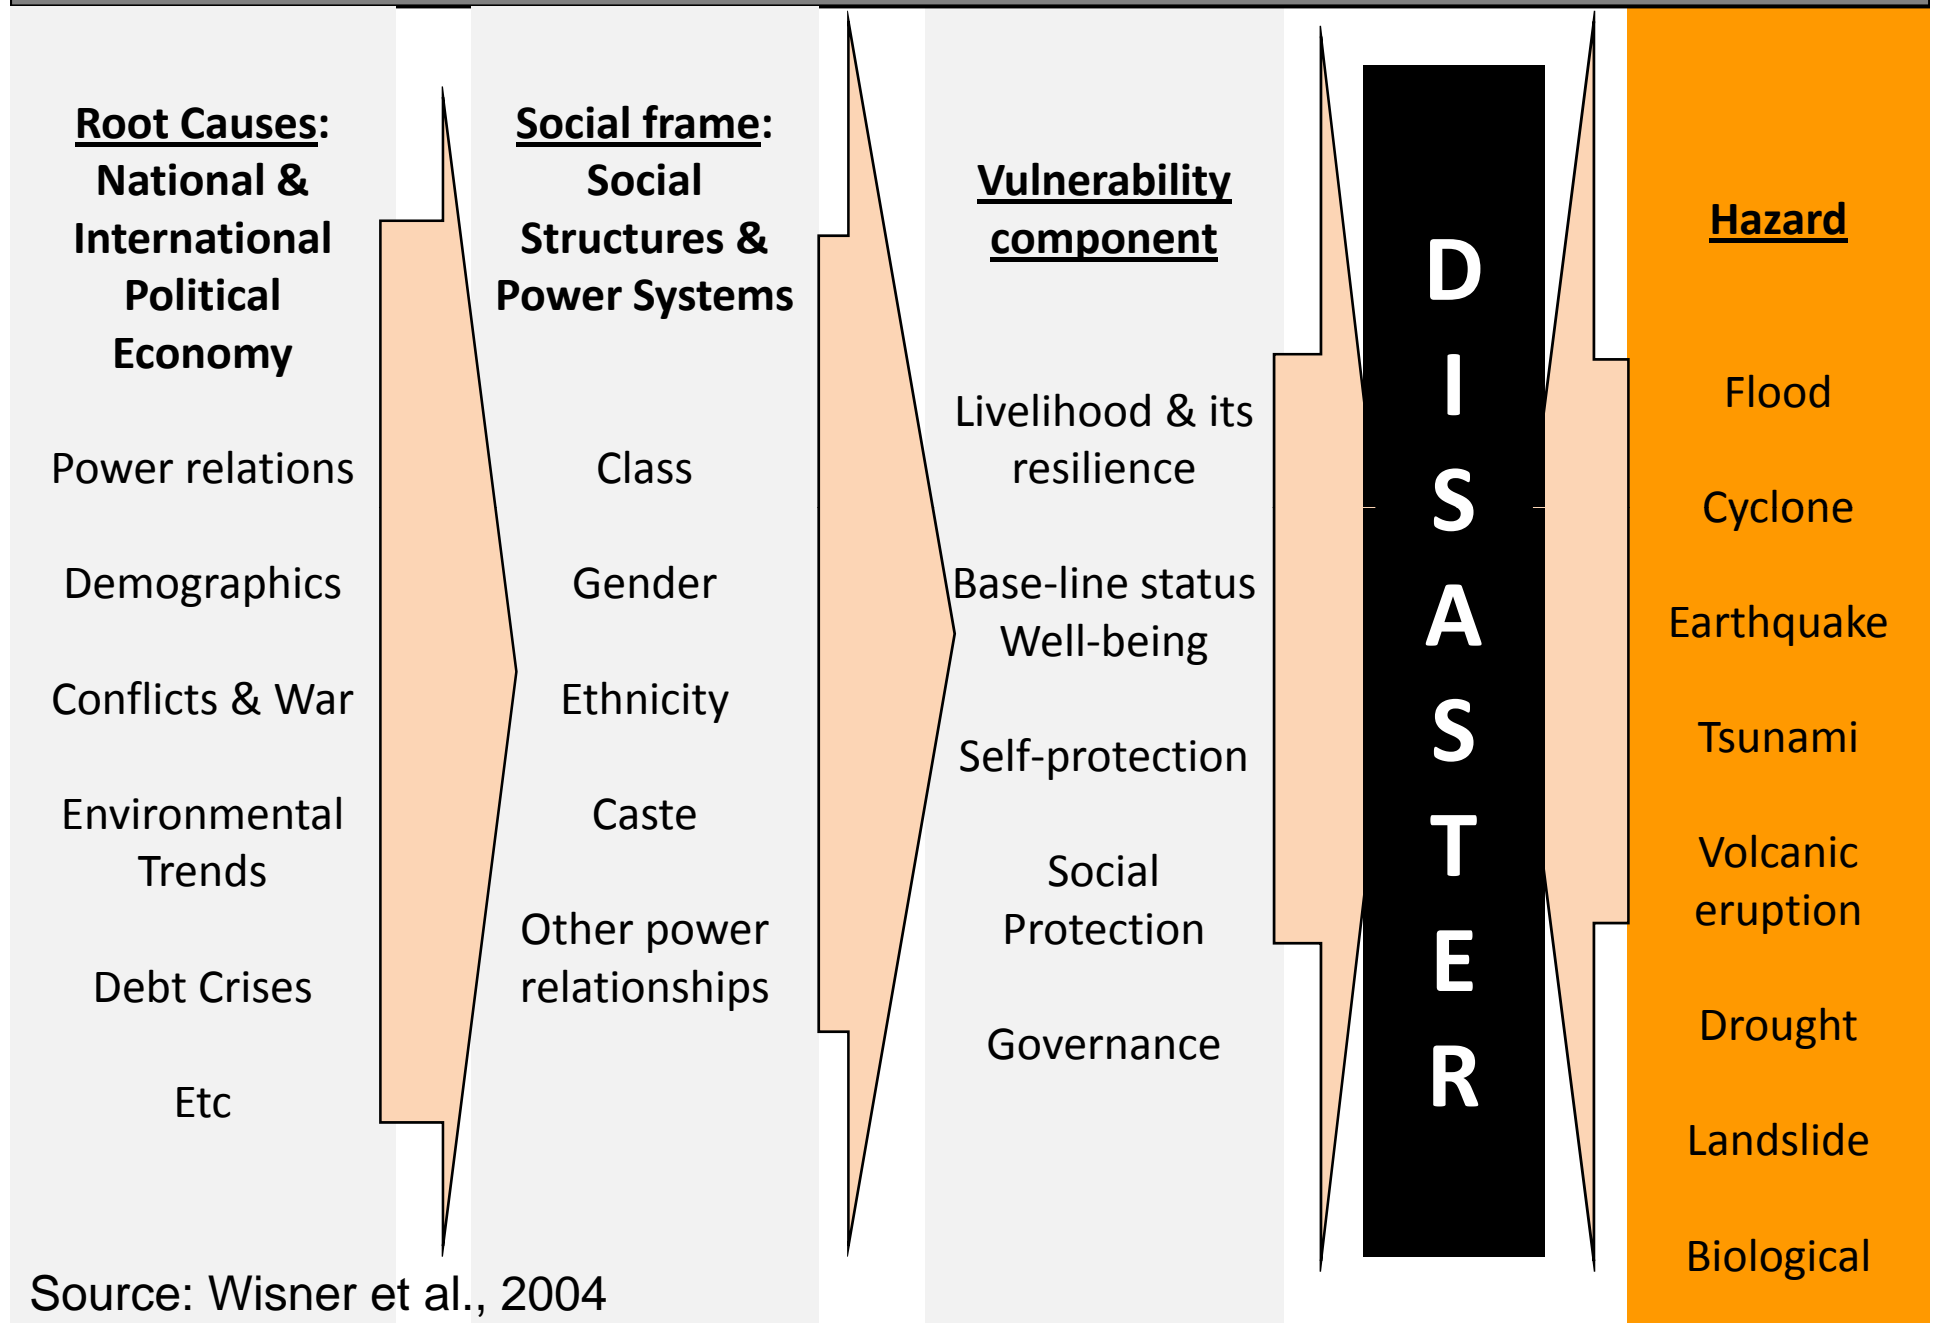 Root Causes:
National &
International
Political
Economy
Power relations
Demographics
Conflicts & War
Environmental
Trends
Debt Crises
Etc
Social frame:
Social
Structures &
Power Systems
Class
Gender
Ethnicity
Caste
Other power
relationships
Vulnerability
component
Livelihood & its
resilience
Base-line status
Well-being
Self-protection
Social
Protection
Governance
D
I
S
A
S
T
E
R
Hazard
Flood
Cyclone
Earthquake
Tsunami
Volcanic
eruption
Drought
Landslide
Biological
Source: Wisner et al., 2004